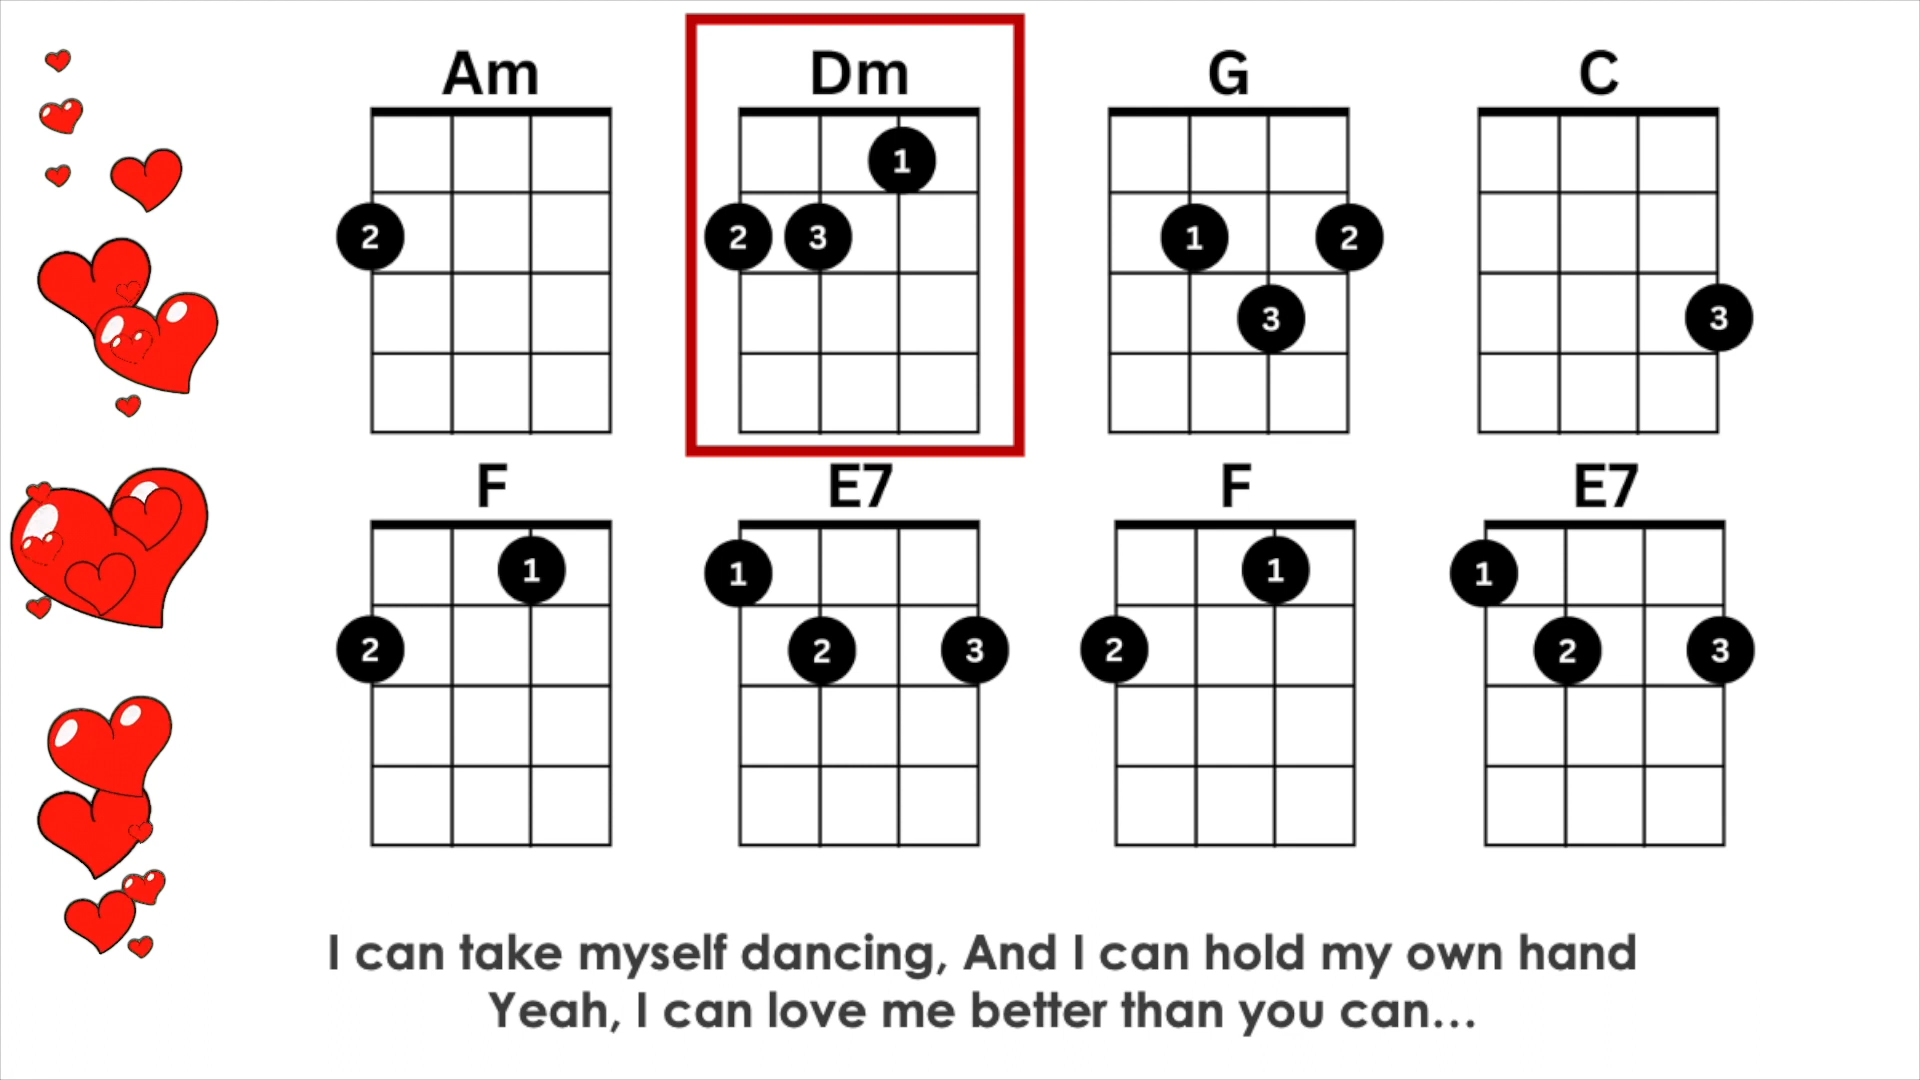 Am Dm G C
1
2 2 3 1 2
3 3
F E7 F E7
1 1 1 1
2 2 3 2 2 3
I can take myself dancing, And I can hold my own hand
Yeah, I can love me better than you can...